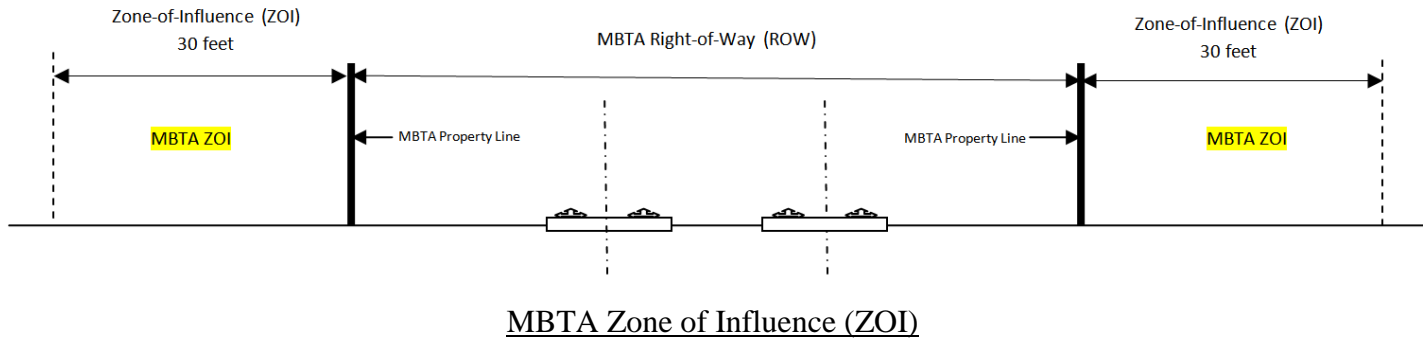 Zone-of-Influence (ZOI)
30 feet
MBTA Right-of-Way (ROW)
Zone-of-Influence (ZOI)
30 feet
MBTA ZOI
MBTA Property Line
MBTA Property Line
MBTA ZOI
MBTA Zone of Influence (ZOI)